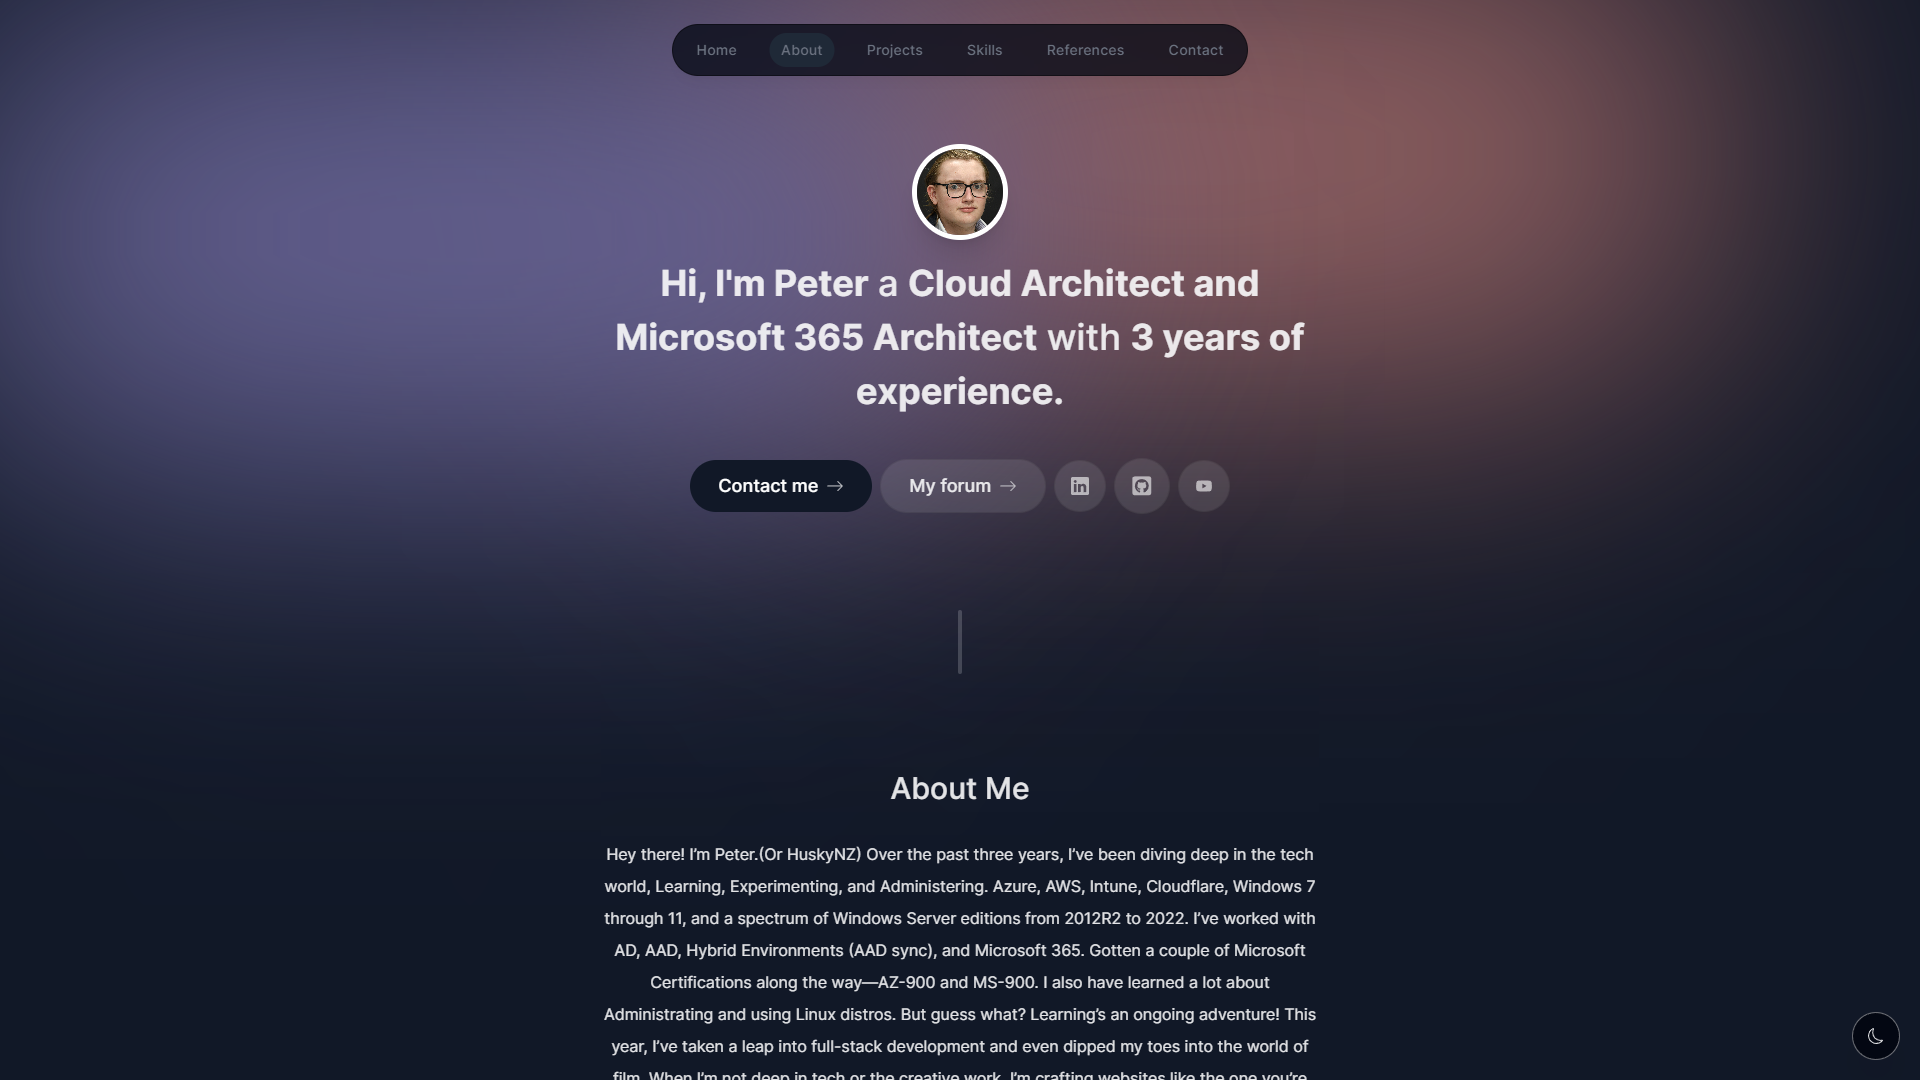 Home About Projects Skills References Contact
Hi, I'm Peter a Cloud Architect and
Microsoft 365 Architect with 3 years of
experience.
Contact me → My forum →
About Me
Hey there! I’m Peter.(Or HuskyNZ) Over the past three years, I’ve been diving deep in the tech
world, Learning, Experimenting, and Administering. Azure, AWS, Intune, Cloudflare, Windows 7
through 11, and a spectrum of Windows Server editions from 2012R2 to 2022. I’ve worked with
AD, AAD, Hybrid Environments (AAD sync), and Microsoft 365. Gotten a couple of Microsoft
Certifications along the way—AZ-900 and MS-900. I also have learned a lot about
Administrating and using Linux distros. But guess what? Learning’s an ongoing adventure! This
year, I’ve taken a leap into full-stack development and even dipped my toes into the world of
film. When I’m not deep in tech or the creative work, I’m crafting websites like the one you’re